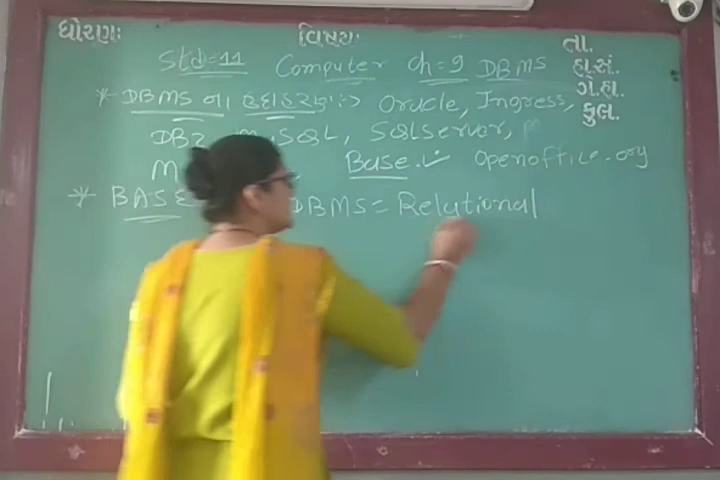 ધોરણઃ વિષયઃ તા.
Std=11 Computer ch=9 DBMS હા.સં.
* DBMS ના ઉદાહરણ :-> Oracle, Ingress, ગે.હા.
DB2, SQL, SQLServer, કુલ.
M Base. ✓ Openoffice.org
* BASE DBMS = Relational